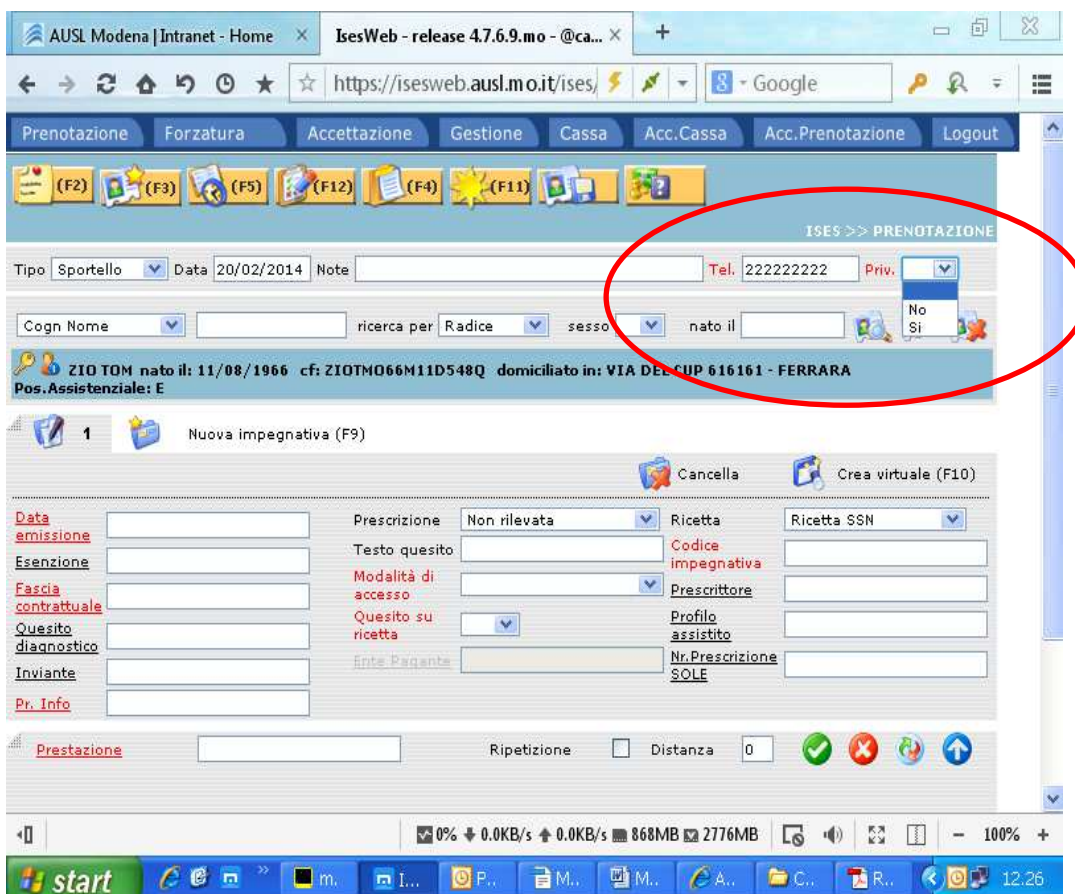 AUSL Modena | Intranet - Home ×
IsesWeb - release 4.7.6.9.mo - @ca... × +
https://isesweb.ausl.mo.it/ises/
8 - Google
Prenotazione Forzatura Accettazione Gestione Cassa Acc.Cassa Acc.Prenotazione Logout
(F2) (F3) (F5) (F12) (F4) (F11)
ISES >> PRENOTAZIONE
Tipo Sportello Data 20/02/2014 Note Tel. 222222222 Priv.
No
Si
Cogn Nome ricerca per Radice sesso nato il
ZIO TOM nato il: 11/08/1966 cf: ZIOTMO66M11D548Q domiciliato in: VIA DEL CUP 616161 - FERRARA
Pos.Assistenziale: E
1 Nuova impegnativa (F9)
Cancella Crea virtuale (F10)
Data emissione Prescrizione Non rilevata Ricetta Ricetta SSN
Esenzione Testo quesito Codice impegnativa
Fascia contrattuale Modalità di accesso Prescrittore
Quesito diagnostico Quesito su ricetta Profilo assistito
Inviante Ente Pagante Nr.Prescrizione SOLE
Pr. Info
Prestazione Ripetizione Distanza 0
0% 0.0KB/s 0.0KB/s 868MB 2776MB 100% +
start m. I... P.. M.. M.. A.. C.. R.. 12.26